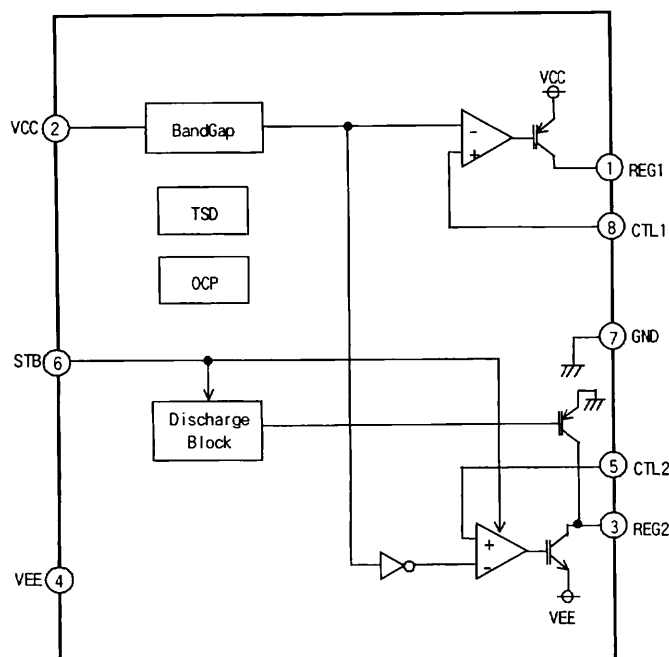 VCC
VCC
2
BandGap
-
+
1
REG1
TSD
8
CTL1
OCP
7
GND
STB
6
Discharge
Block
5
CTL2
+
-
3
REG2
VEE
4
VEE